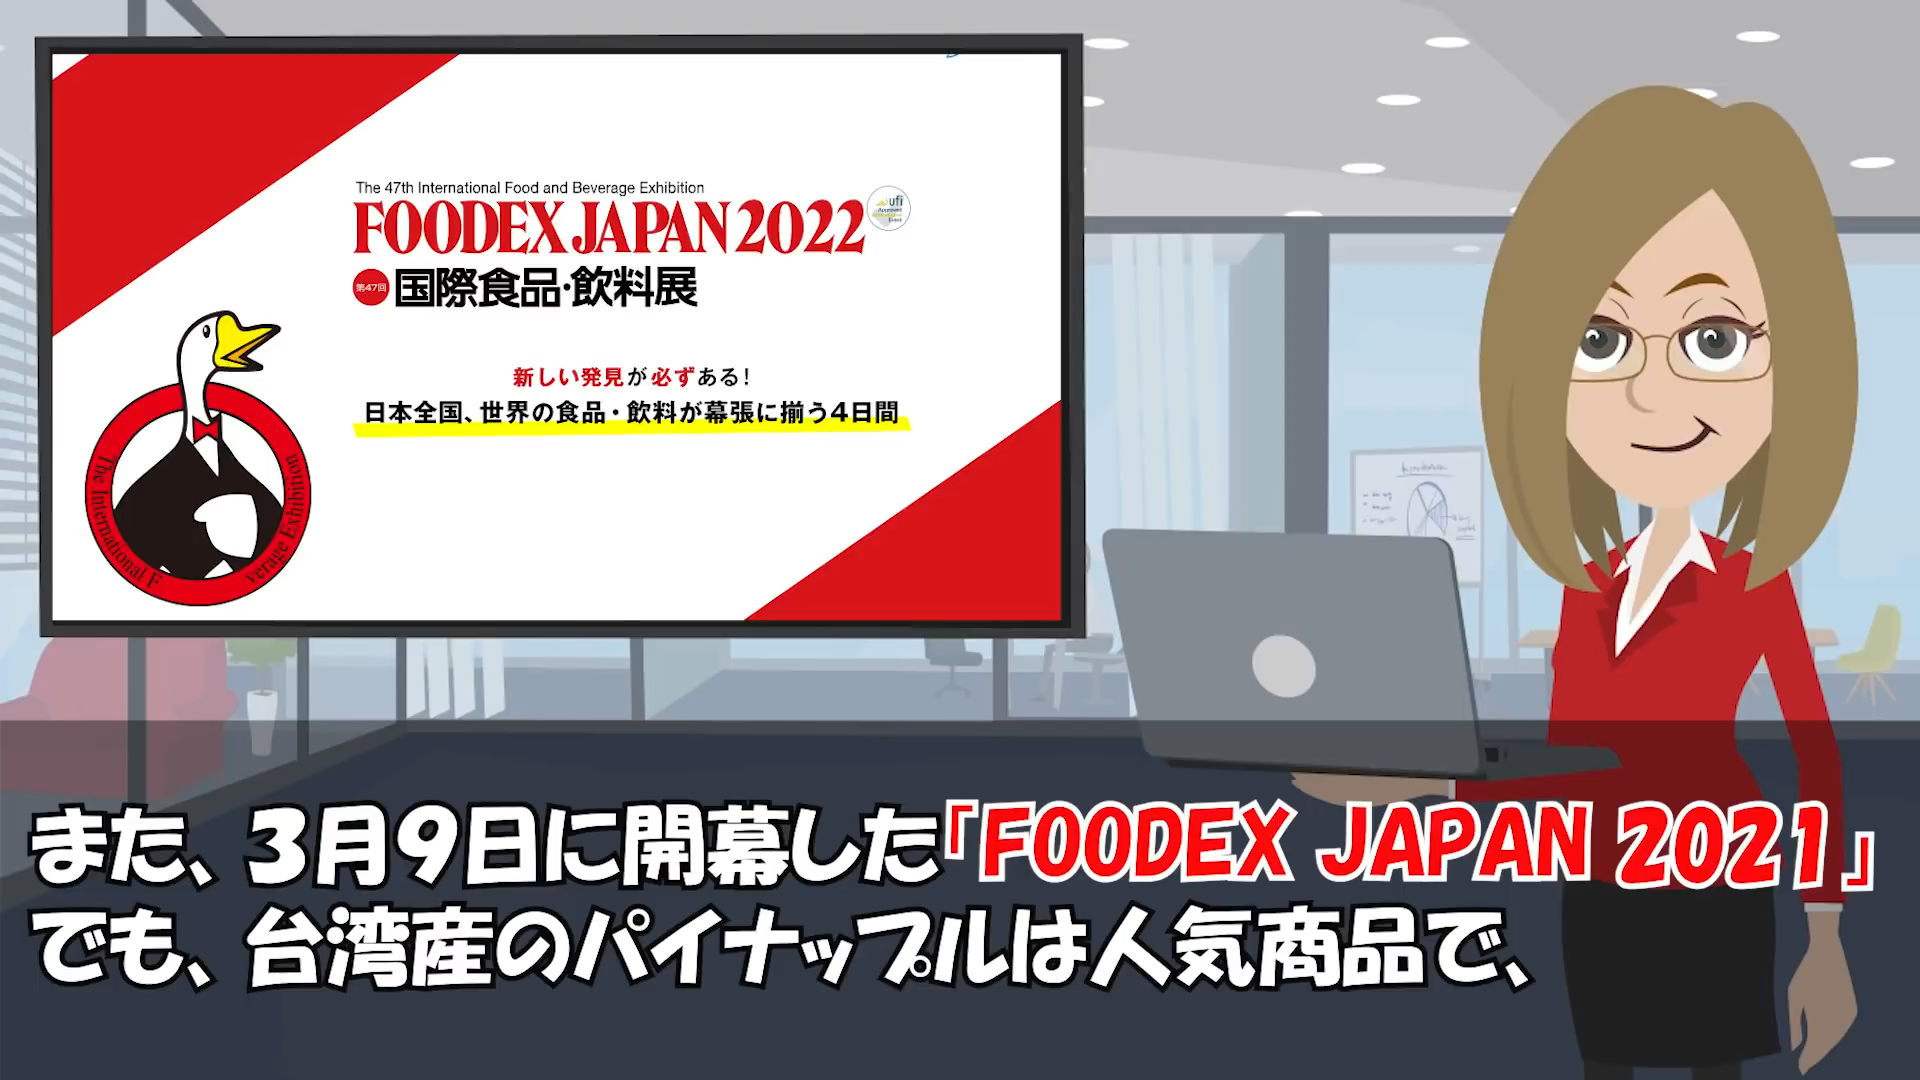 The 47th International Food and Beverage Exhibition
FOODEX JAPAN 2022
ufi
Approved
Event
第47回
国際食品・飲料展
新しい発見が必ずある!
日本全国、世界の食品・飲料が幕張に揃う4日間
The International F
verage Exhibition
また、3月9日に開幕した「FOODEX JAPAN 2021」
でも、台湾産のパイナップルは人気商品で、